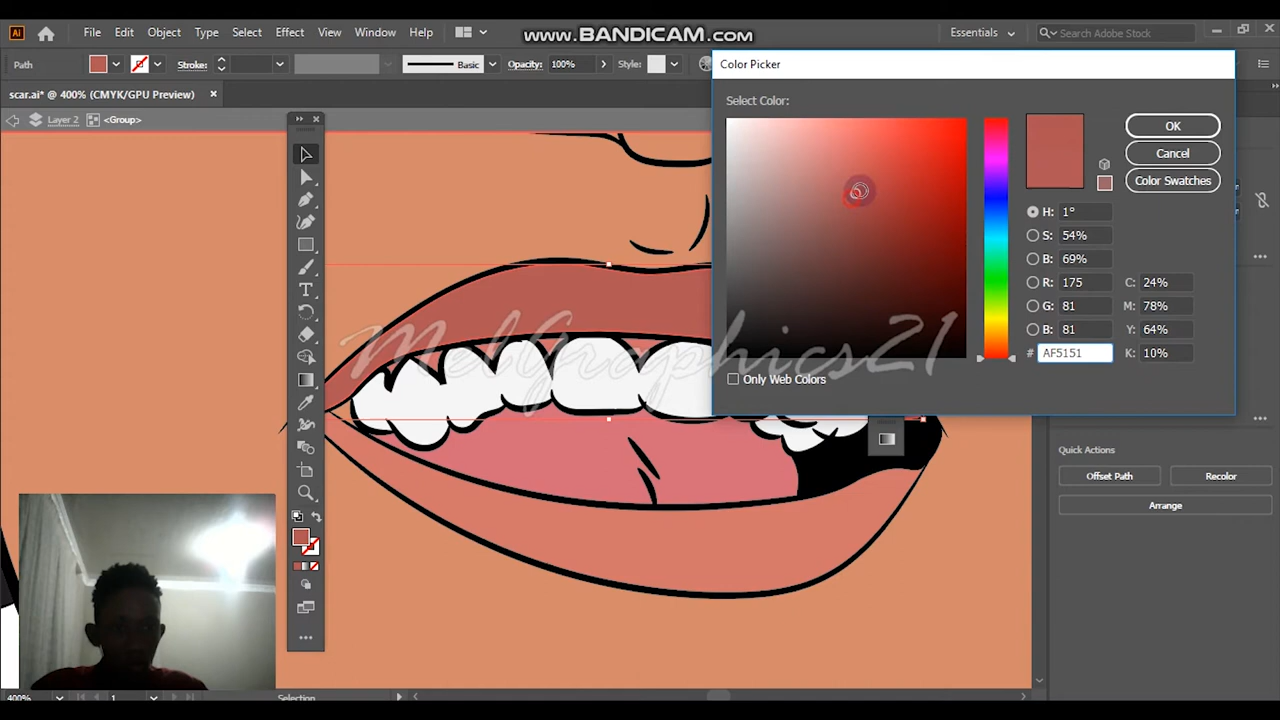 www.BANDICAM.com
Ai File Edit Object Type Select Effect View Window Help Essentials Search Adobe Stock
Path Stroke: Basic Opacity: 100% Style:
scar.ai* @ 400% (CMYK/GPU Preview) ×
Layer 2 <Group>
Color Picker
Select Color:
OK
Cancel
Color Swatches
H: 1°
S: 54%
B: 69%
R: 175 C: 24%
G: 81 M: 78%
B: 81 Y: 64%
# AF5151 K: 10%
Only Web Colors
MelGraphics21
Quick Actions
Offset Path Recolor
Arrange
400% 1 Selection